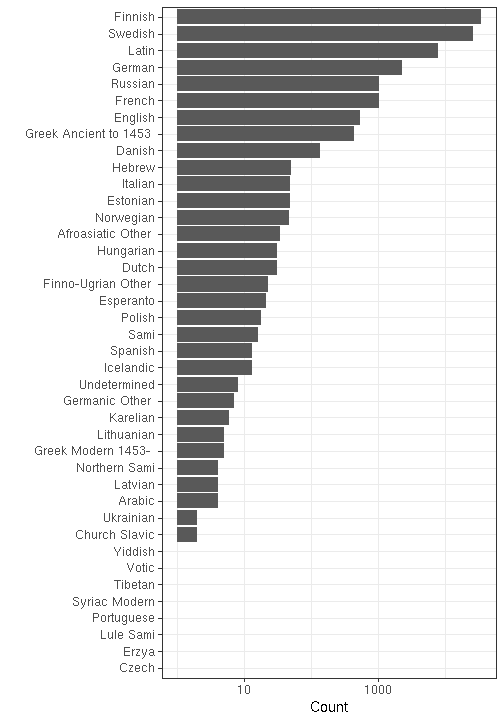 Finnish
Swedish
Latin
German
Russian
French
English
Greek Ancient to 1453
Danish
Hebrew
Italian
Estonian
Norwegian
Afroasiatic Other
Hungarian
Dutch
Finno-Ugrian Other
Esperanto
Polish
Sami
Spanish
Icelandic
Undetermined
Germanic Other
Karelian
Lithuanian
Greek Modern 1453-
Northern Sami
Latvian
Arabic
Ukrainian
Church Slavic
Yiddish
Votic
Tibetan
Syriac Modern
Portuguese
Lule Sami
Erzya
Czech
10 1000
Count